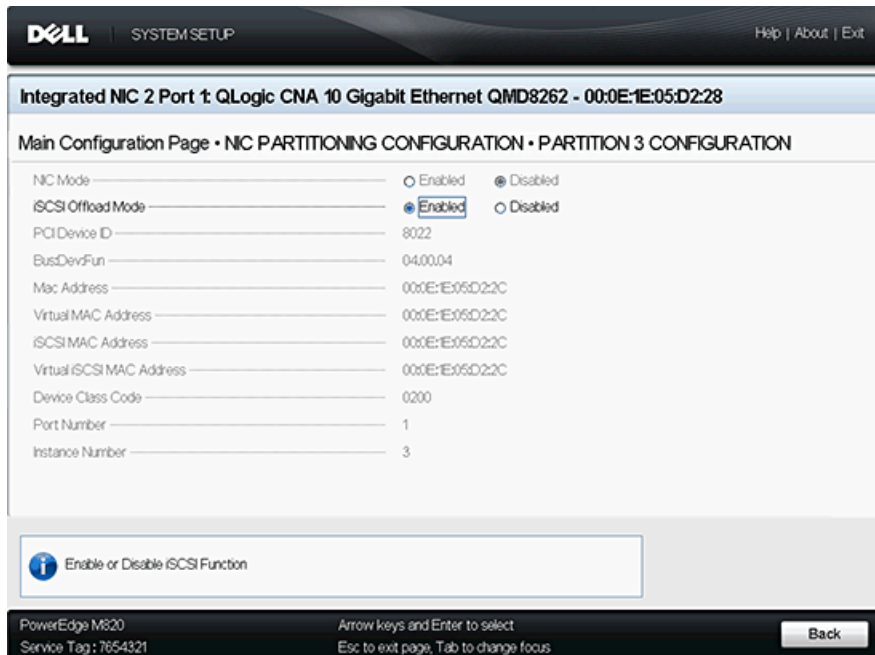 DELL SYSTEM SETUP Help | About | Exit
Integrated NIC 2 Port 1: QLogic CNA 10 Gigabit Ethernet QMD8262 - 00:0E:1E:05:D2:28
Main Configuration Page • NIC PARTITIONING CONFIGURATION • PARTITION 3 CONFIGURATION
NIC Mode Enabled Disabled
iSCSI Offload Mode Enabled Disabled
PCI Device ID 8022
Bus:Dev:Fun 04:00:04
Mac Address 00:0E:1E:05:D2:2C
Virtual MAC Address 00:0E:1E:05:D2:2C
iSCSI MAC Address 00:0E:1E:05:D2:2C
Virtual iSCSI MAC Address 00:0E:1E:05:D2:2C
Device Class Code 0200
Port Number 1
Instance Number 3
Enable or Disable iSCSI Function
PowerEdge M820 Arrow keys and Enter to select
Service Tag : 7654321 Esc to exit page, Tab to change focus
Back